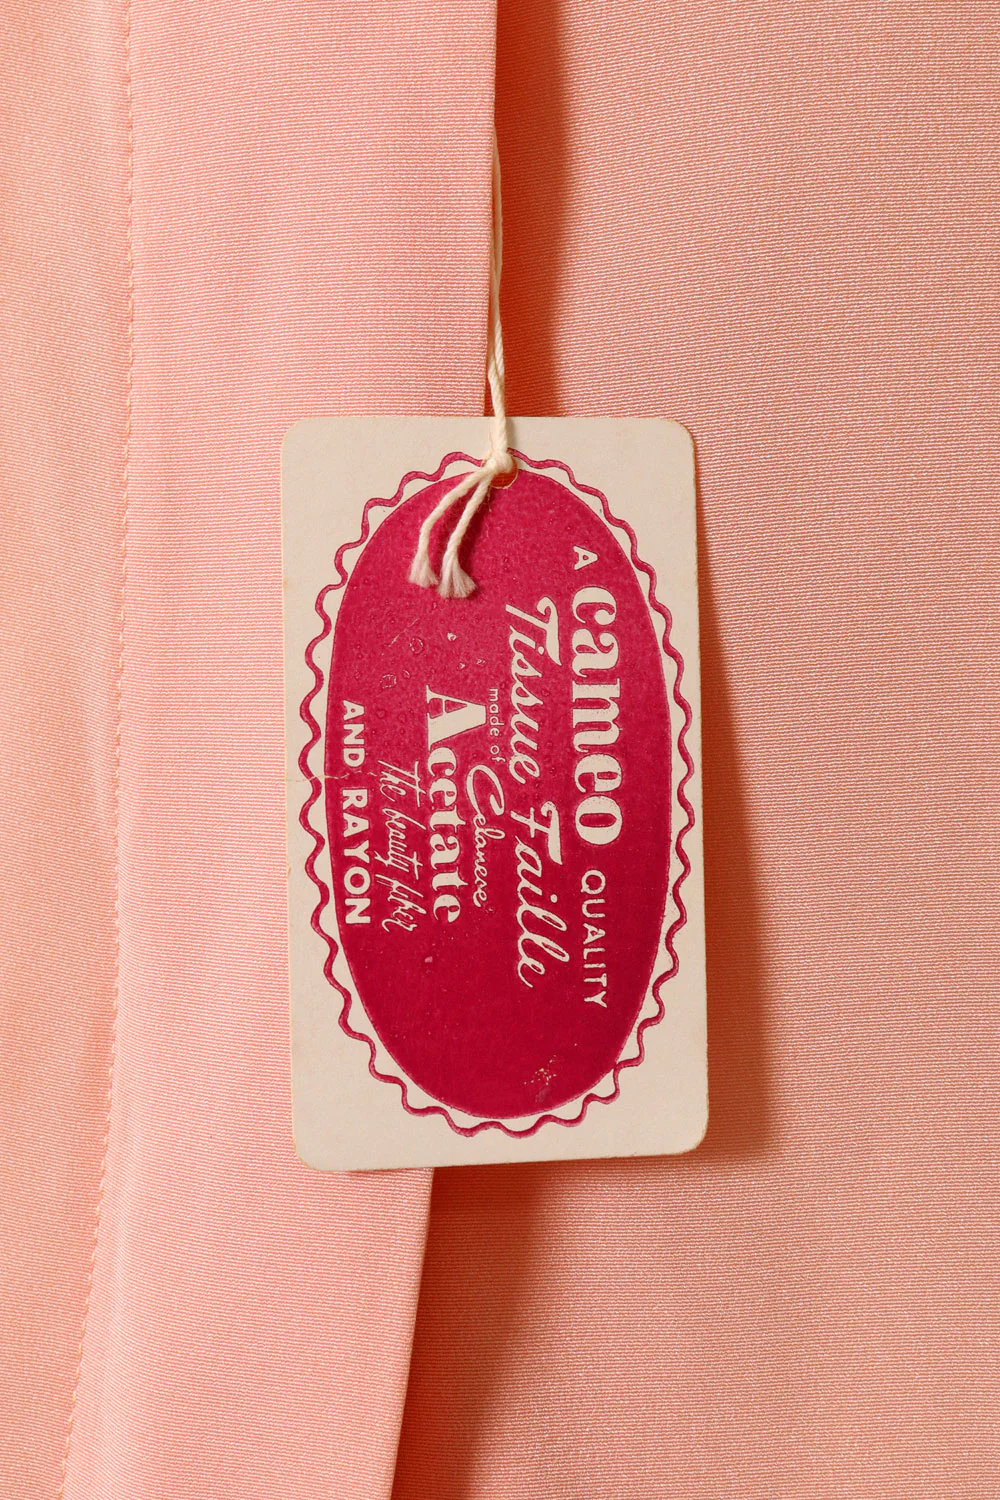 A cameo QUALITY
Tissue Faille
made of Celanese
Acetate
The beauty fiber
AND RAYON